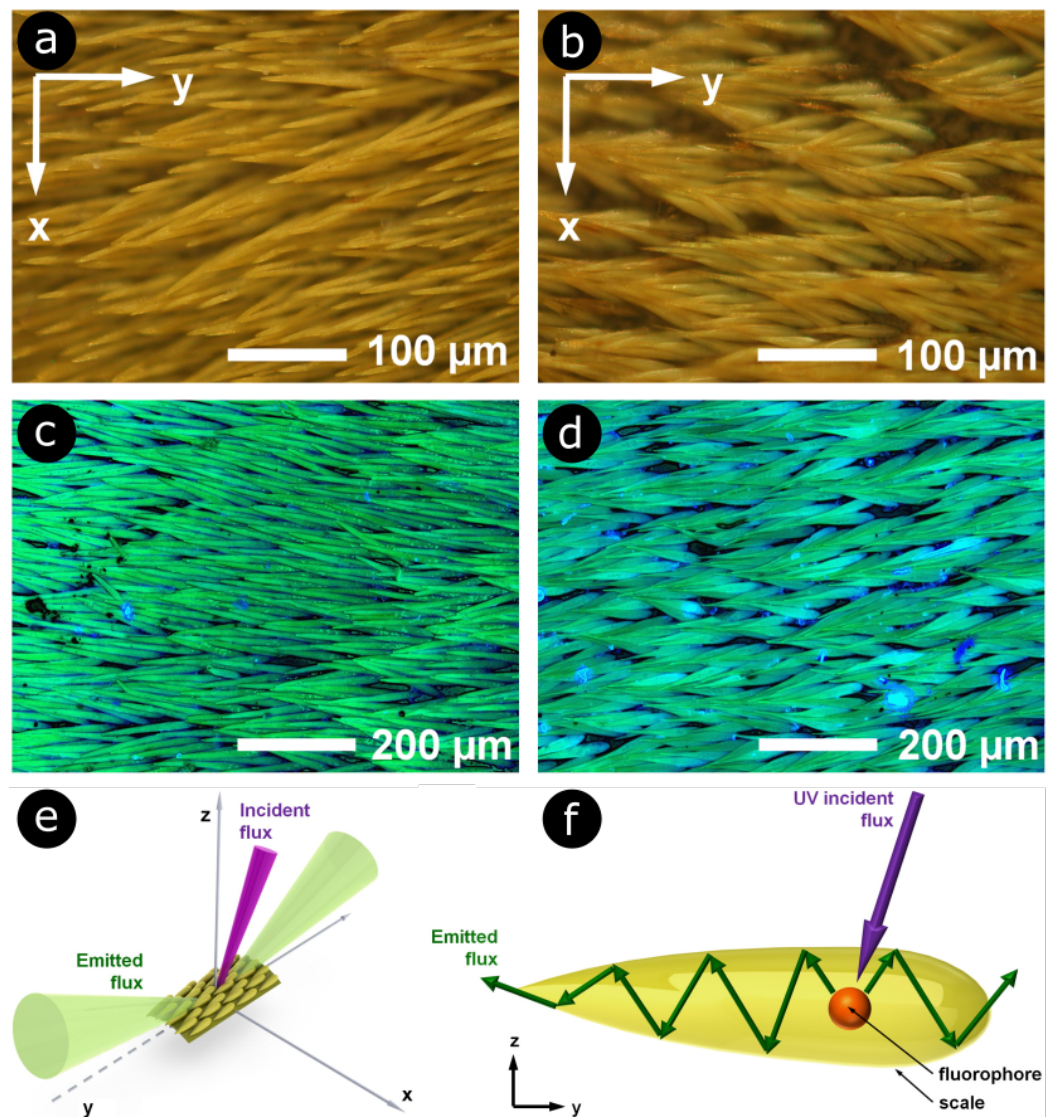 a
y
x
100 µm
b
y
x
100 µm
c
200 µm
d
200 µm
e
z
Incident
flux
Emitted
flux
y
x
f
UV incident
flux
Emitted
flux
z
y
fluorophore
scale